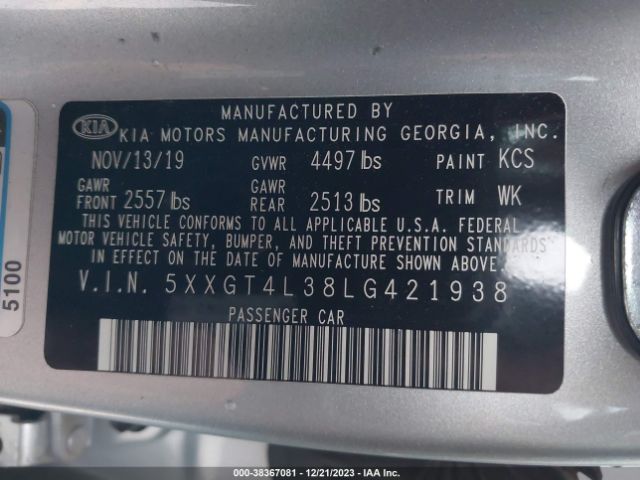 MANUFACTURED BY
KIA KIA MOTORS MANUFACTURING GEORGIA, INC.
NOV/13/19 GVWR 4497 lbs PAINT KCS
GAWR FRONT 2557 lbs GAWR REAR 2513 lbs TRIM WK
THIS VEHICLE CONFORMS TO ALL APPLICABLE U.S.A. FEDERAL
MOTOR VEHICLE SAFETY, BUMPER, AND THEFT PREVENTION STANDARDS
IN EFFECT ON THE DATE OF MANUFACTURE SHOWN ABOVE.
V.I.N. 5XXGT4L38LG421938
PASSENGER CAR
5100
000-38367081 - 12/21/2023 - IAA Inc.